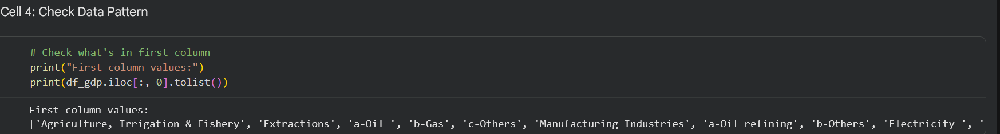 Cell 4: Check Data Pattern
# Check what's in first column
print("First column values:")
print(df_gdp.iloc[:, 0].tolist())
First column values:
['Agriculture, Irrigation & Fishery', 'Extractions', 'a-Oil ', 'b-Gas', 'c-Others', 'Manufacturing Industries', 'a-Oil refining', 'b-Others', 'Electricity ', '